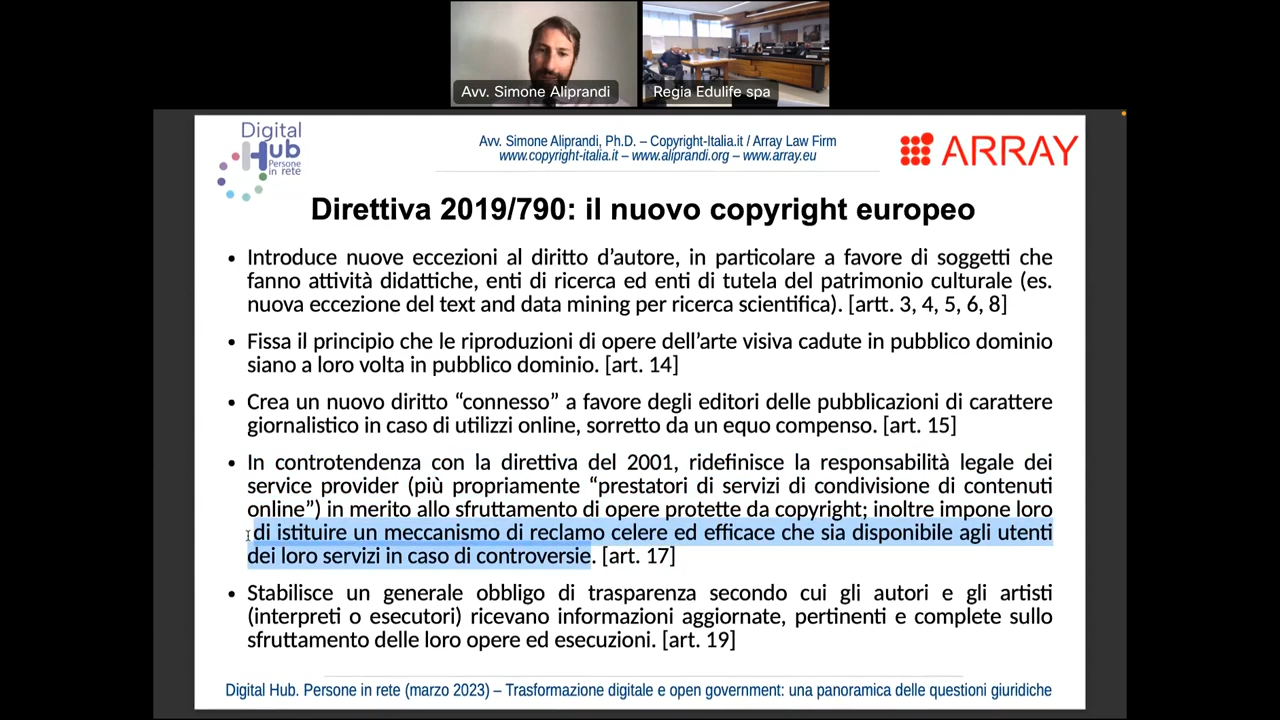 Avv. Simone Aliprandi
Regia Edulife spa
Digital
Hub
Persone
in rete
Avv. Simone Aliprandi, Ph.D. – Copyright-Italia.it / Array Law Firm
www.copyright-italia.it – www.aliprandi.org – www.array.eu
ARRAY
Direttiva 2019/790: il nuovo copyright europeo
• Introduce nuove eccezioni al diritto d’autore, in particolare a favore di soggetti che
fanno attività didattiche, enti di ricerca ed enti di tutela del patrimonio culturale (es.
nuova eccezione del text and data mining per ricerca scientifica). [artt. 3, 4, 5, 6, 8]
• Fissa il principio che le riproduzioni di opere dell’arte visiva cadute in pubblico dominio
siano a loro volta in pubblico dominio. [art. 14]
• Crea un nuovo diritto “connesso” a favore degli editori delle pubblicazioni di carattere
giornalistico in caso di utilizzi online, sorretto da un equo compenso. [art. 15]
• In controtendenza con la direttiva del 2001, ridefinisce la responsabilità legale dei
service provider (più propriamente “prestatori di servizi di condivisione di contenuti
online”) in merito allo sfruttamento di opere protette da copyright; inoltre impone loro
di istituire un meccanismo di reclamo celere ed efficace che sia disponibile agli utenti
dei loro servizi in caso di controversie. [art. 17]
• Stabilisce un generale obbligo di trasparenza secondo cui gli autori e gli artisti
(interpreti o esecutori) ricevano informazioni aggiornate, pertinenti e complete sullo
sfruttamento delle loro opere ed esecuzioni. [art. 19]
Digital Hub. Persone in rete (marzo 2023) – Trasformazione digitale e open government: una panoramica delle questioni giuridiche